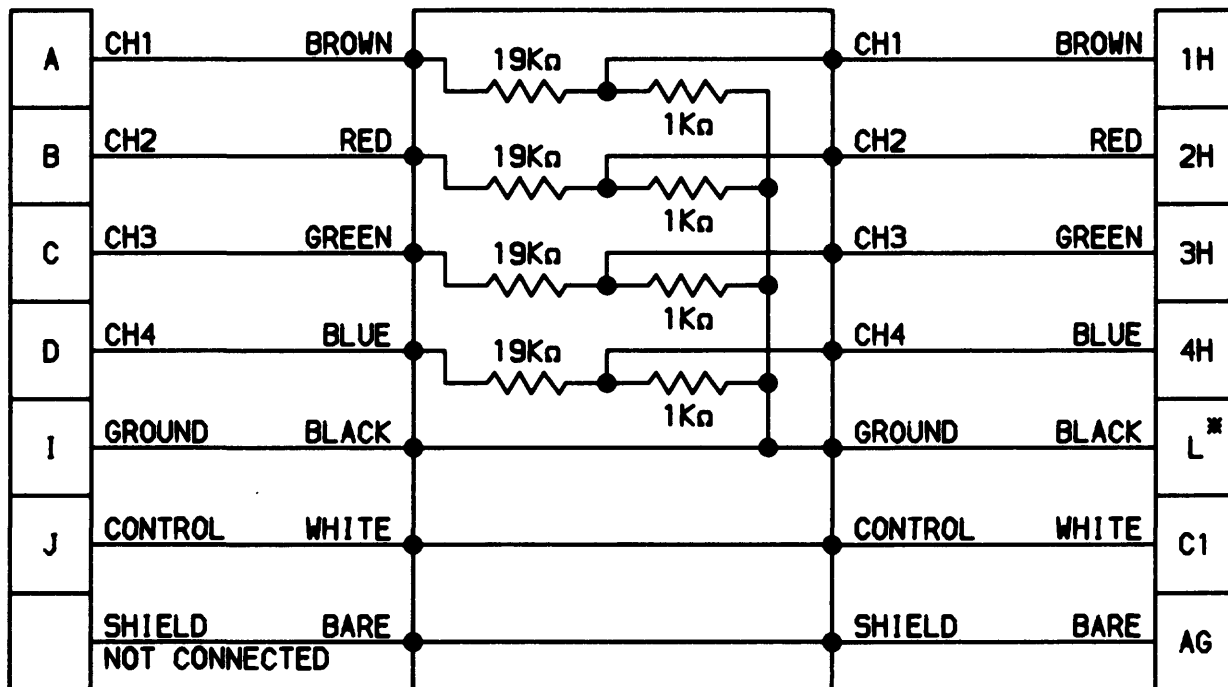 A CH1 BROWN 19KΩ CH1 BROWN 1H
1KΩ
B CH2 RED 19KΩ CH2 RED 2H
1KΩ
C CH3 GREEN 19KΩ CH3 GREEN 3H
1KΩ
D CH4 BLUE 19KΩ CH4 BLUE 4H
1KΩ
I GROUND BLACK GROUND BLACK L*
J CONTROL WHITE CONTROL WHITE C1
SHIELD BARE SHIELD BARE AG
NOT CONNECTED